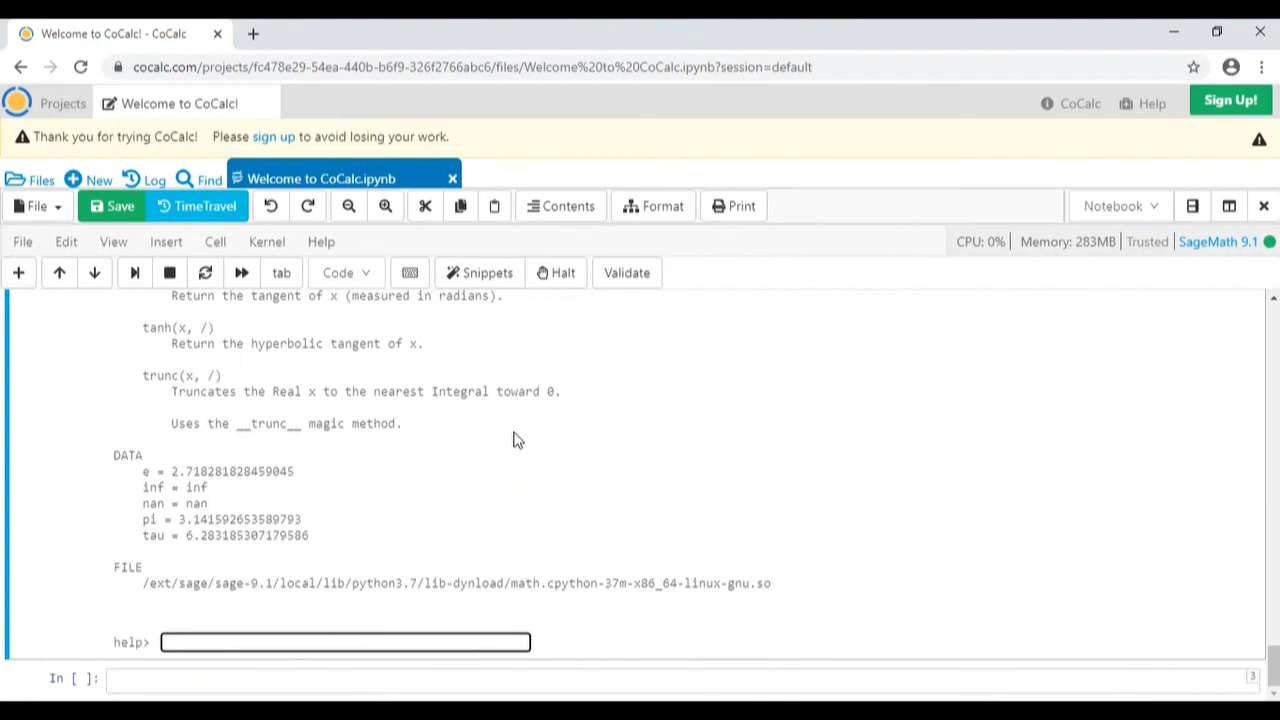 Welcome to CoCalc! - CoCalc
cocalc.com/projects/fc478e29-54ea-440b-b6f9-326f2766abc6/files/Welcome%20to%20CoCalc.ipynb?session=default
Projects Welcome to CoCalc! CoCalc Help Sign Up!
Thank you for trying CoCalc! Please sign up to avoid losing your work.
Files New Log Find Welcome to CoCalc.ipynb
File Save TimeTravel Contents Format Print Notebook
File Edit View Insert Cell Kernel Help CPU: 0% Memory: 283MB Trusted SageMath 9.1
tab Code Snippets Halt Validate
Return the tangent of x (measured in radians).
tanh(x, /)
Return the hyperbolic tangent of x.
trunc(x, /)
Truncates the Real x to the nearest Integral toward 0.
Uses the __trunc__ magic method.
DATA
e = 2.718281828459045
inf = inf
nan = nan
pi = 3.141592653589793
tau = 6.283185307179586
FILE
/ext/sage/sage-9.1/local/lib/python3.7/lib-dynload/math.cpython-37m-x86_64-linux-gnu.so
help>
In [ ]: 3